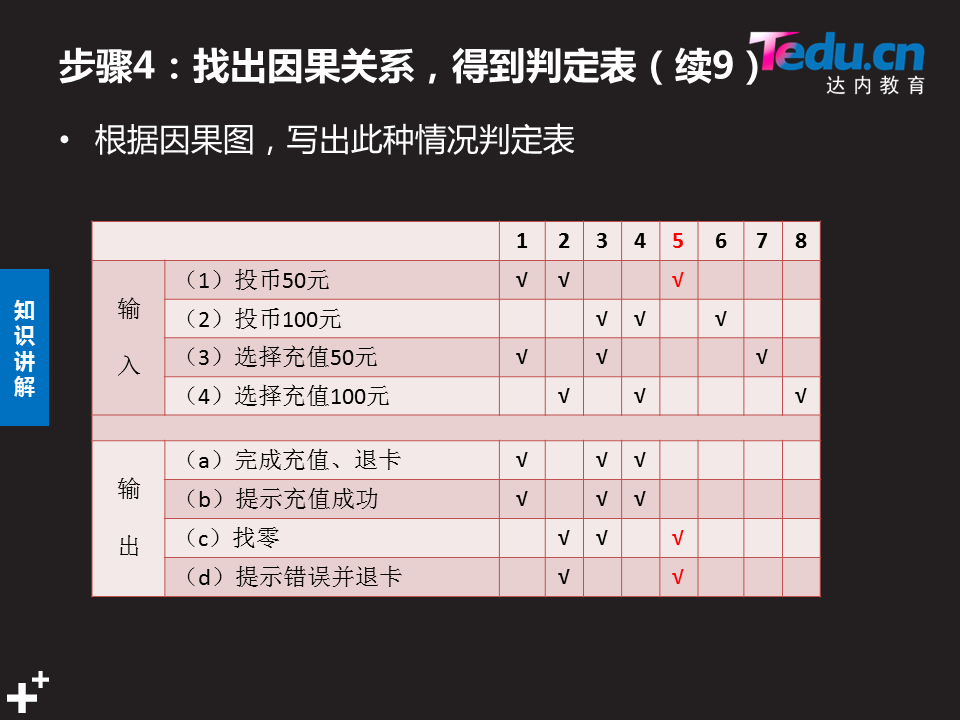 步骤4：找出因果关系，得到判定表（续9）
Tedu.cn
达内教育
• 根据因果图，写出此种情况判定表
知识讲解
1 2 3 4 5 6 7 8
输入
（1）投币50元 √ √ √
（2）投币100元 √ √ √
（3）选择充值50元 √ √ √
（4）选择充值100元 √ √ √
输出
（a）完成充值、退卡 √ √ √
（b）提示充值成功 √ √ √
（c）找零 √ √ √
（d）提示错误并退卡 √ √